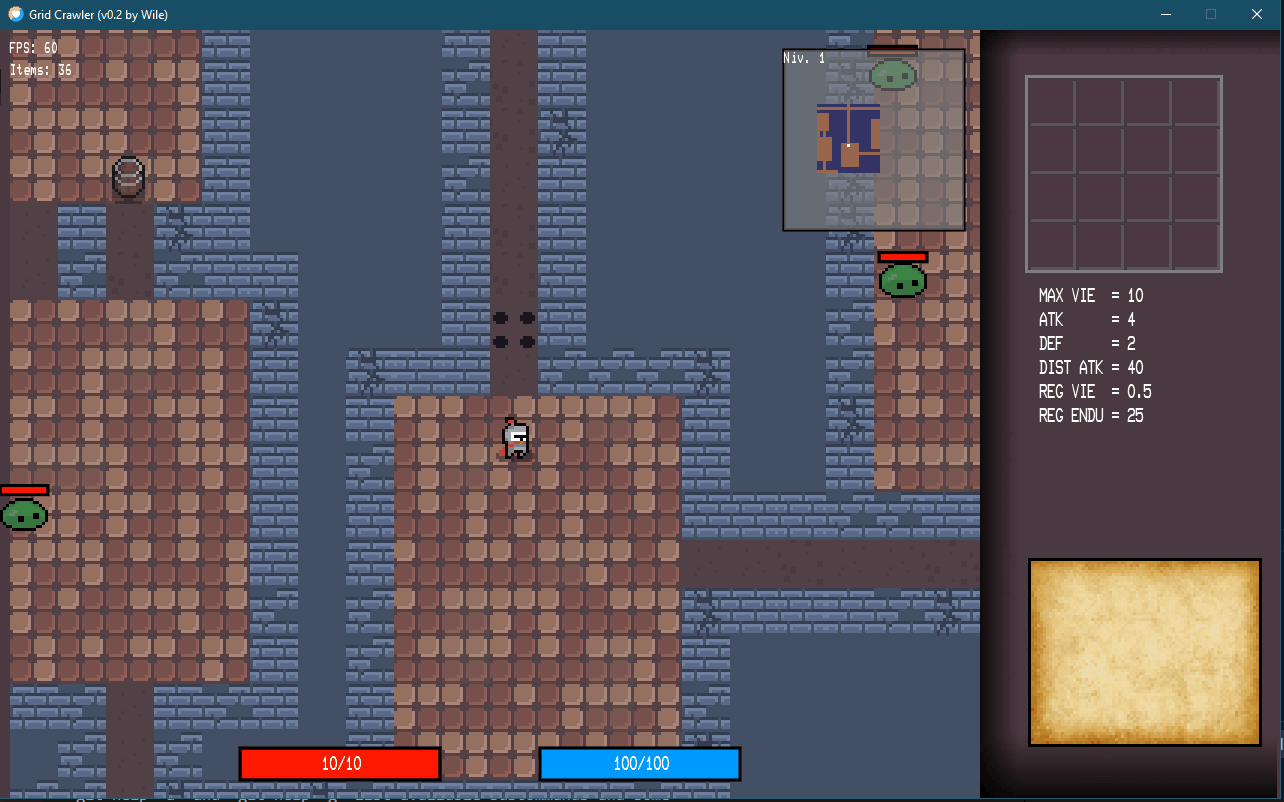 Grid Crawler (v0.2 by Wile)
FPS: 60
Items: 36
Niv. 1
MAX VIE = 10
ATK = 4
DEF = 2
DIST ATK = 40
REG VIE = 0.5
REG ENDU = 25
10/10
100/100